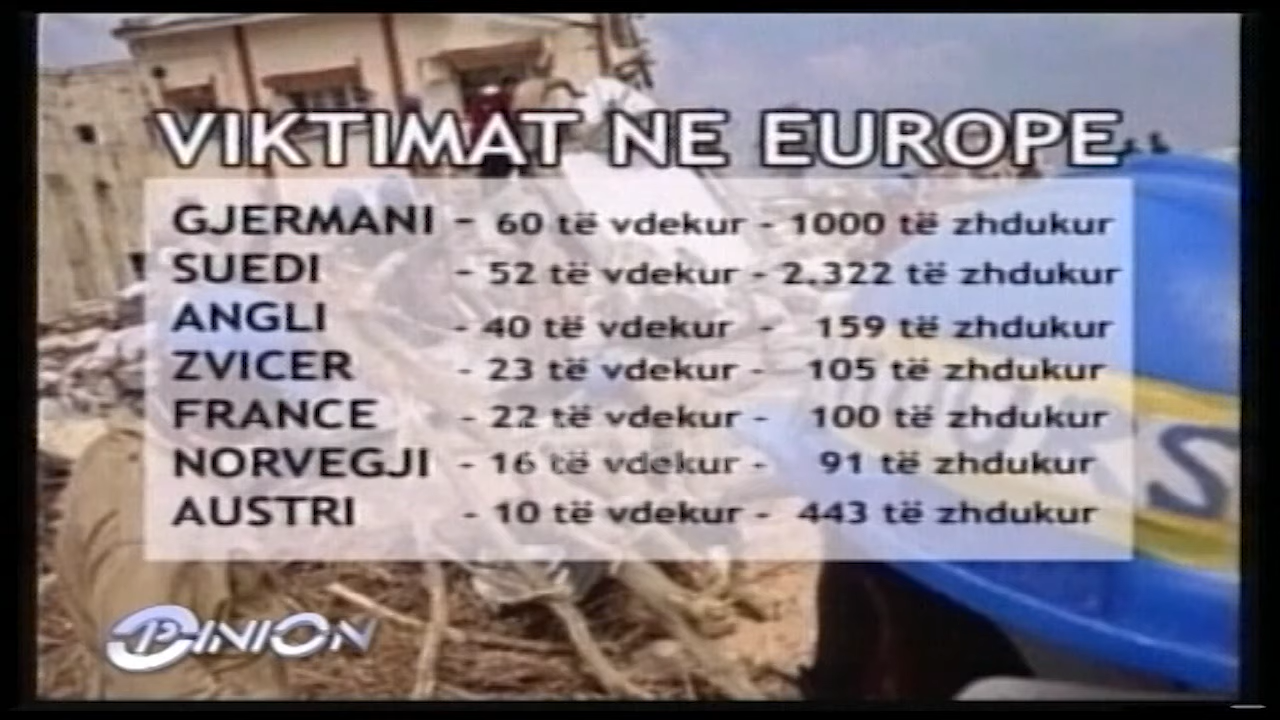 VIKTIMAT NE EUROPE
GJERMANI - 60 të vdekur - 1000 të zhdukur
SUEDI - 52 të vdekur - 2.322 të zhdukur
ANGLI - 40 të vdekur - 159 të zhdukur
ZVICER - 23 të vdekur - 105 të zhdukur
FRANCE - 22 të vdekur - 100 të zhdukur
NORVEGJI - 16 të vdekur - 91 të zhdukur
AUSTRI - 10 të vdekur - 443 të zhdukur
OPINION